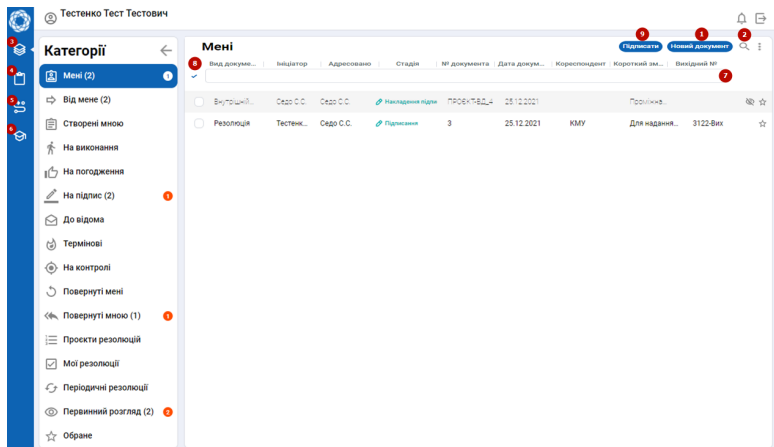 Тестенко Тест Тестович
9
1
2
3
Категорії
Мені
Підписати
Новий документ
8
Вид докуме...
Ініціатор
Адресовано
Стадія
№ документа
Дата докум...
Кореспондент
Короткий зм...
Вихідний №
4
Мені (2)
1
7
5
Від мене (2)
Внутрішній...
Седо С.С.
Седо С.С.
Накладення підпи
ПРОЄКТ-ВД_4
25.12.2021
Проміжна...
6
Створені мною
Резолюція
Тестенк...
Седо С.С.
Підписання
3
25.12.2021
КМУ
Для надання...
3122-Вих
На виконання
На погодження
На підпис (2)
1
До відома
Термінові
На контролі
Повернуті мені
Повернуті мною (1)
1
Проєкти резолюцій
Мої резолюції
Періодичні резолюції
Первинний розгляд (2)
2
Обране